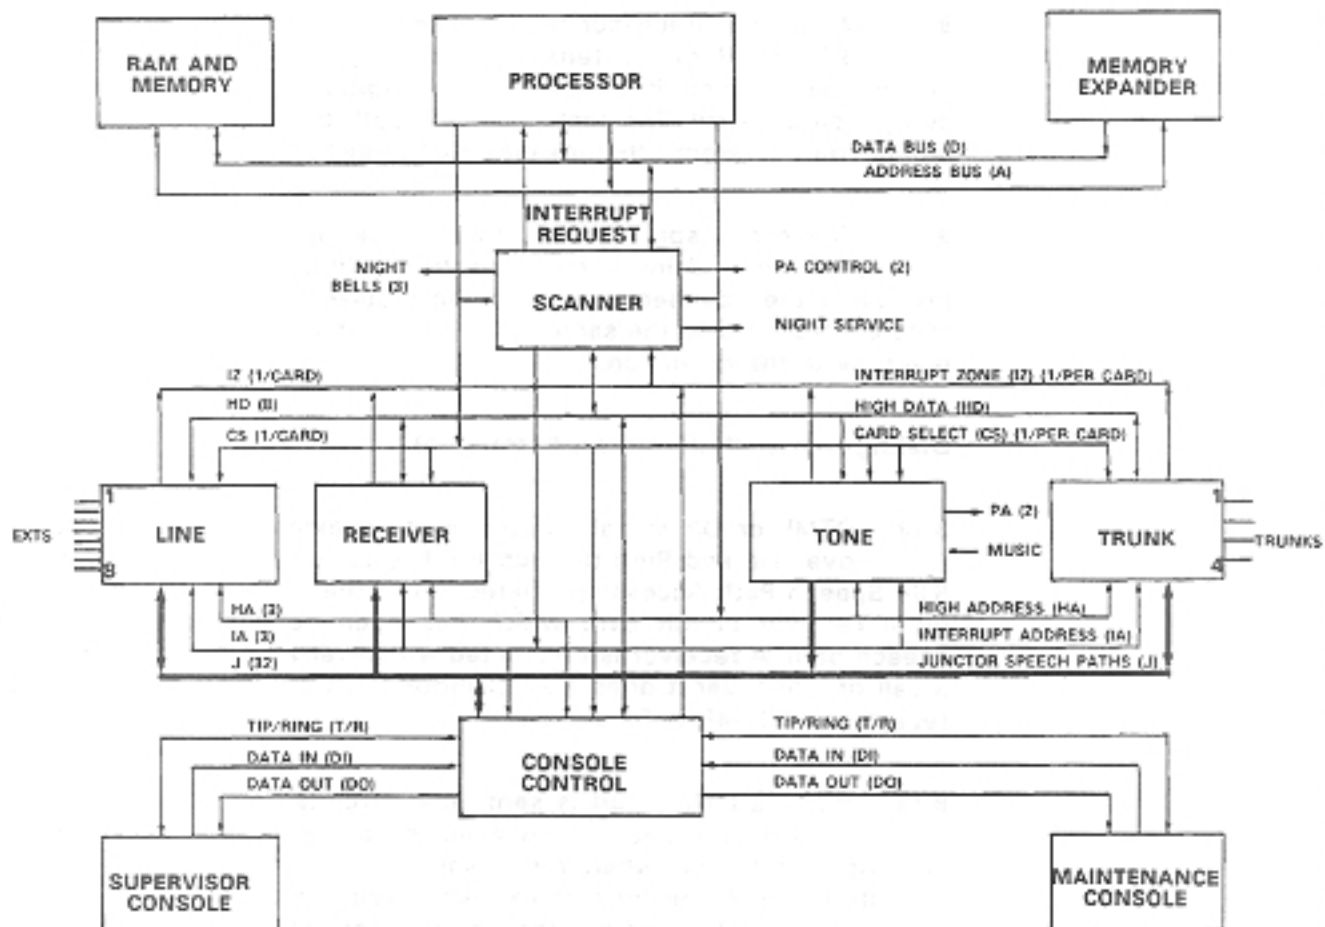 RAM AND
MEMORY
PROCESSOR
MEMORY
EXPANDER
DATA BUS (D)
ADDRESS BUS (A)
INTERRUPT
REQUEST
NIGHT
BELLS (3)
SCANNER
PA CONTROL (2)
NIGHT SERVICE
IZ (1/CARD)
INTERRUPT ZONE (IZ) (1/PER CARD)
HD (8)
HIGH DATA (HD)
CS (1/CARD)
CARD SELECT (CS) (1/PER CARD)
EXTS
1
LINE
8
RECEIVER
TONE
PA (2)
MUSIC
1
TRUNK
4
TRUNKS
HA (3)
HIGH ADDRESS (HA)
IA (3)
INTERRUPT ADDRESS (IA)
J (32)
JUNCTOR SPEECH PATHS (J)
TIP/RING (T/R)
DATA IN (DI)
DATA OUT (DO)
CONSOLE
CONTROL
TIP/RING (T/R)
DATA IN (DI)
DATA OUT (DO)
SUPERVISOR
CONSOLE
MAINTENANCE
CONSOLE